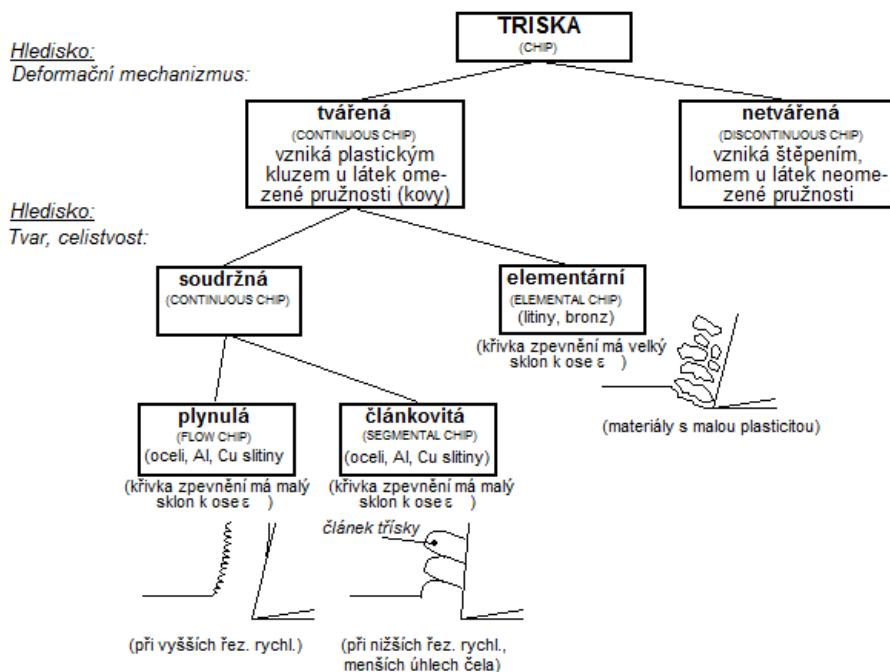 TRISKA
(CHIP)
Hledisko:
Deformační mechanizmus:
tvářená
(CONTINUOUS CHIP)
vzniká plastickým
kluzem u látek ome-
zené pružnosti (kovy)
netvářená
(DISCONTINUOUS CHIP)
vzniká štěpením,
lomem u látek neome-
zené pružnosti
Hledisko:
Tvar, celistvost:
soudržná
(CONTINUOUS CHIP)
elementární
(ELEMENTAL CHIP)
(litiny, bronz)
(křivka zpevnění má velký
sklon k ose ε )
(materiály s malou plasticitou)
plynulá
(FLOW CHIP)
(oceli, Al, Cu slitiny
(křivka zpevnění má malý
sklon k ose ε )
článkovitá
(SEGMENTAL CHIP)
(oceli, Al, Cu slitiny)
(křivka zpevnění má malý
sklon k ose ε )
článek třísky
(při vyšších řez. rychl.)
(při nižších řez. rychl.,
menších úhlech čela)